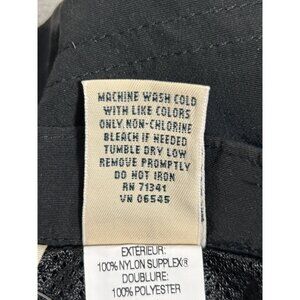 MACHINE WASH COLD
WITH LIKE COLORS
ONLY NON-CHLORINE
BLEACH IF NEEDED
TUMBLE DRY LOW
REMOVE PROMPTLY
DO NOT IRON
RN 71341
VN 06545
EXTÉRIEUR:
100% NYLON SUPPLEX®
DOUBLURE:
100% POLYESTER